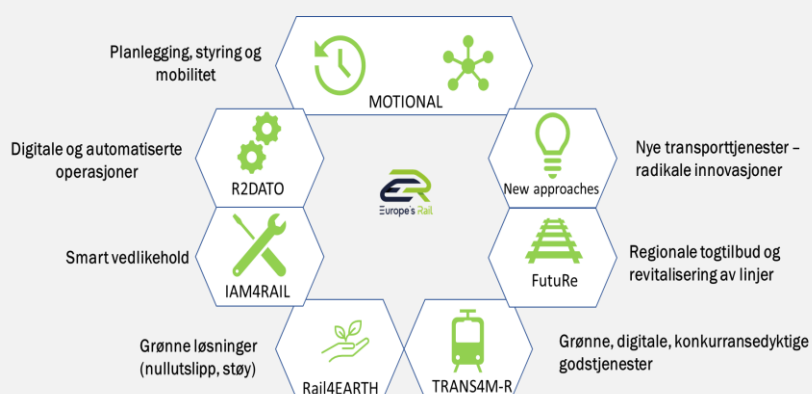 Planlegging, styring og
mobilitet
MOTIONAL
Digitale og automatiserte
operasjoner
R2DATO
New approaches
Nye transporttjenester –
radikale innovasjoner
Europe's Rail
Smart vedlikehold
IAM4RAIL
FutuRe
Regionale togtilbud og
revitalisering av linjer
Grønne løsninger
(nullutslipp, støy)
Rail4EARTH
TRANS4M-R
Grønne, digitale, konkurransedyktige
godstjenester